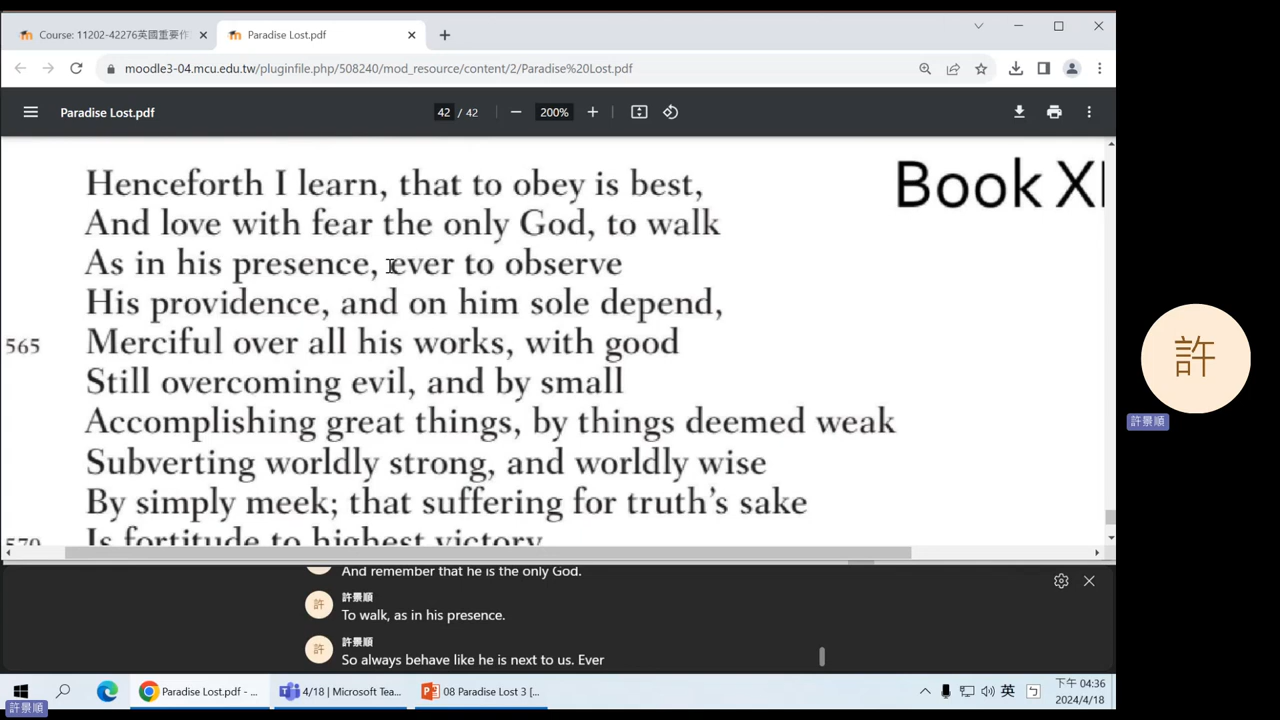 Course: 11202-42276英國重要作
Paradise Lost.pdf
moodle3-04.mcu.edu.tw/pluginfile.php/508240/mod_resource/content/2/Paradise%20Lost.pdf
Paradise Lost.pdf
42 / 42
200%
Henceforth I learn, that to obey is best,
Book XI
And love with fear the only God, to walk
As in his presence, ever to observe
His providence, and on him sole depend,
565 Merciful over all his works, with good
Still overcoming evil, and by small
Accomplishing great things, by things deemed weak
Subverting worldly strong, and worldly wise
By simply meek; that suffering for truth's sake
570 Is fortitude to highest victory
許
許景順
And remember that he is the only God.
許
許景順
To walk, as in his presence.
許
許景順
So always behave like he is next to us. Ever
Paradise Lost.pdf - ...
4/18 | Microsoft Tea...
08 Paradise Lost 3 [...
英
ㄅ
下午 04:36
2024/4/18
許景順